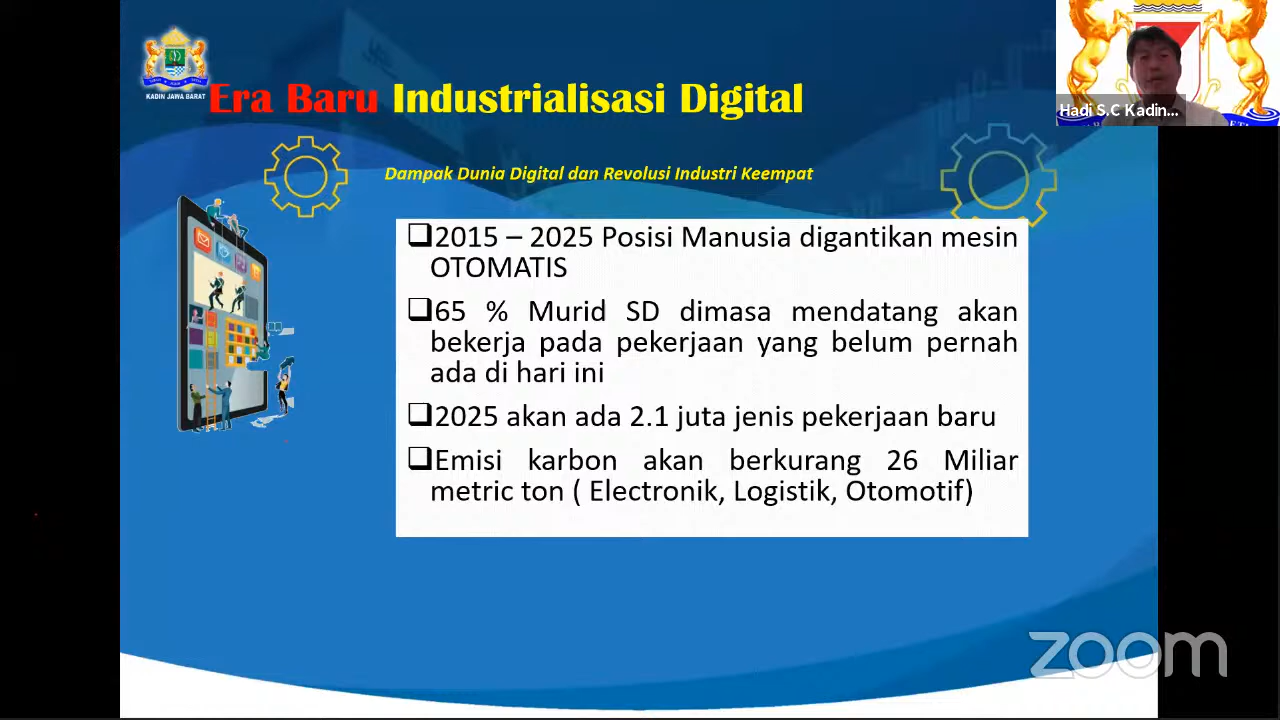 KADIN JAWA BARAT
Era Baru Industrialisasi Digital
Hadi S.C Kadin...
Dampak Dunia Digital dan Revolusi Industri Keempat
2015 – 2025 Posisi Manusia digantikan mesin
OTOMATIS
65 % Murid SD dimasa mendatang akan
bekerja pada pekerjaan yang belum pernah
ada di hari ini
2025 akan ada 2.1 juta jenis pekerjaan baru
Emisi karbon akan berkurang 26 Miliar
metric ton ( Electronik, Logistik, Otomotif)
zoom